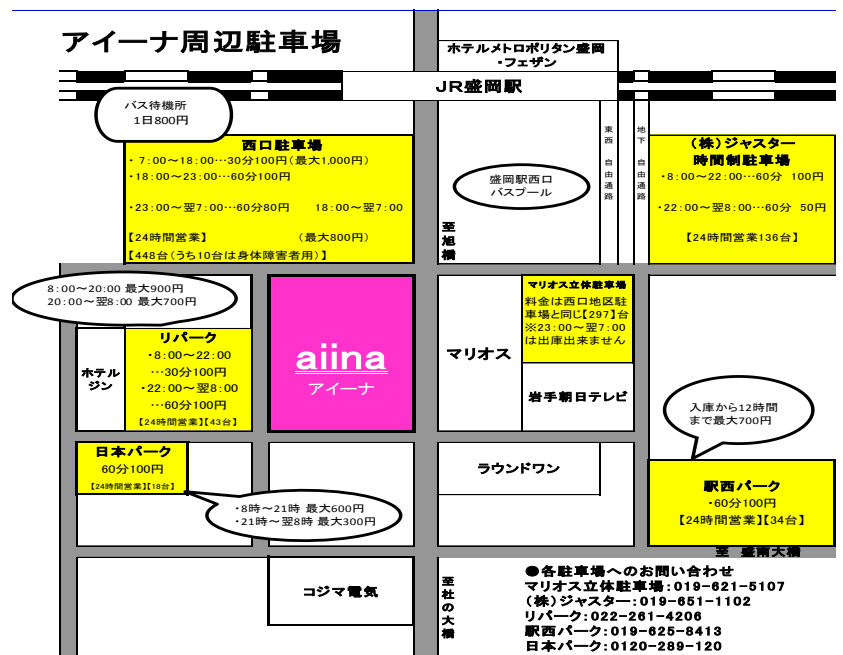 アイーナ周辺駐車場
ホテルメトロポリタン盛岡
・フェザン
JR盛岡駅
バス待機所
1日800円
西口駐車場
・ 7:00～18:00…30分100円(最大1,000円)
・18:00～23:00…60分100円
・23:00～翌7:00…60分80円 18:00～翌7:00
【24時間営業】 (最大800円)
【448台(うち10台は身体障害者用)】
盛岡駅西口
バスプール
至旭橋
東西自由通路
地下自由通路
(株)ジャスター
時間制駐車場
・8:00～22:00…60分 100円
・22:00～翌8:00…60分 50円
【24時間営業136台】
8:00～20:00 最大900円
20:00～翌8:00 最大700円
リパーク
・8:00～22:00
…30分100円
・22:00～翌8:00
…60分100円
【24時間営業】【43台】
ホテル
ジン
aiina
アイーナ
マリオス
マリオス立体駐車場
料金は西口地区駐
車場と同じ【297】台
※23:00～翌7:00
は出庫出来ません
岩手朝日テレビ
入庫から12時間
まで最大700円
日本パーク
60分100円
【24時間営業】【18台】
・8時～21時 最大600円
・21時～翌8時 最大300円
ラウンドワン
駅西パーク
・60分100円
【24時間営業】【34台】
至 盛南大橋
コジマ電気
至杜の大橋
●各駐車場へのお問い合わせ
マリオス立体駐車場:019-621-5107
(株)ジャスター:019-651-1102
リパーク:022-261-4206
駅西パーク:019-625-8413
日本パーク:0120-289-120